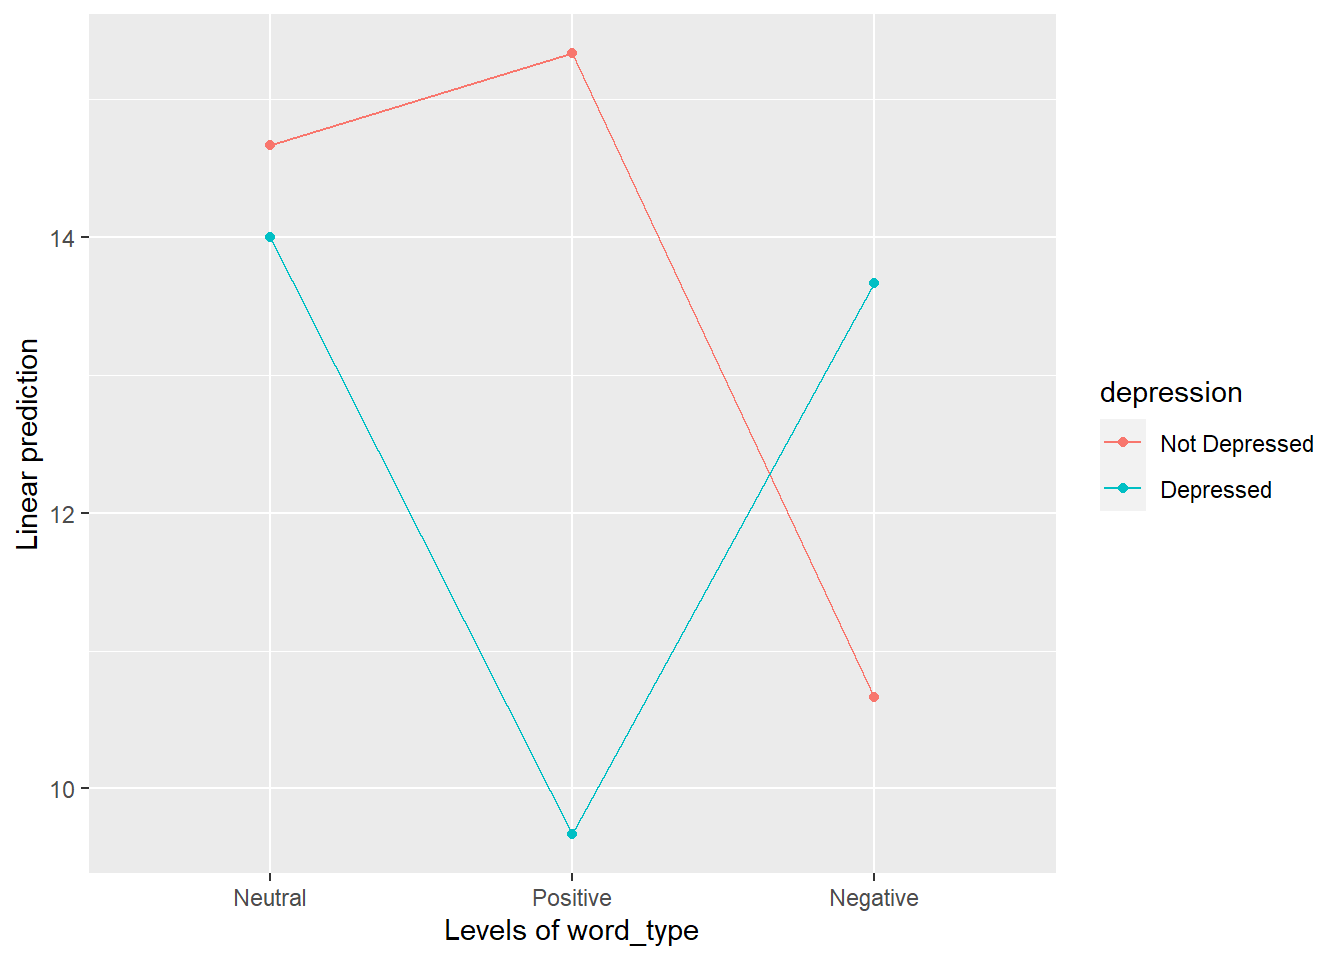 14
12
10
Linear prediction
Neutral
Positive
Negative
Levels of word_type
depression
Not Depressed
Depressed